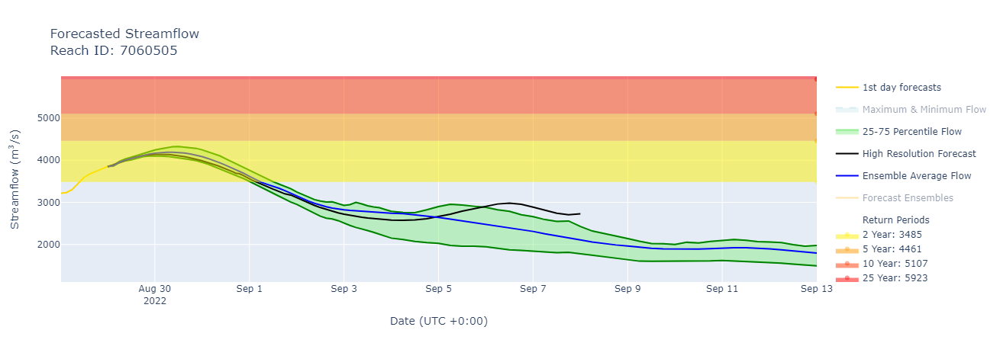 Forecasted Streamflow
Reach ID: 7060505
Streamflow (m³/s)
5000
4000
3000
2000
Aug 30
2022
Sep 1
Sep 3
Sep 5
Sep 7
Sep 9
Sep 11
Sep 13
Date (UTC +0:00)
1st day forecasts
Maximum & Minimum Flow
25-75 Percentile Flow
High Resolution Forecast
Ensemble Average Flow
Forecast Ensembles
Return Periods
2 Year: 3485
5 Year: 4461
10 Year: 5107
25 Year: 5923